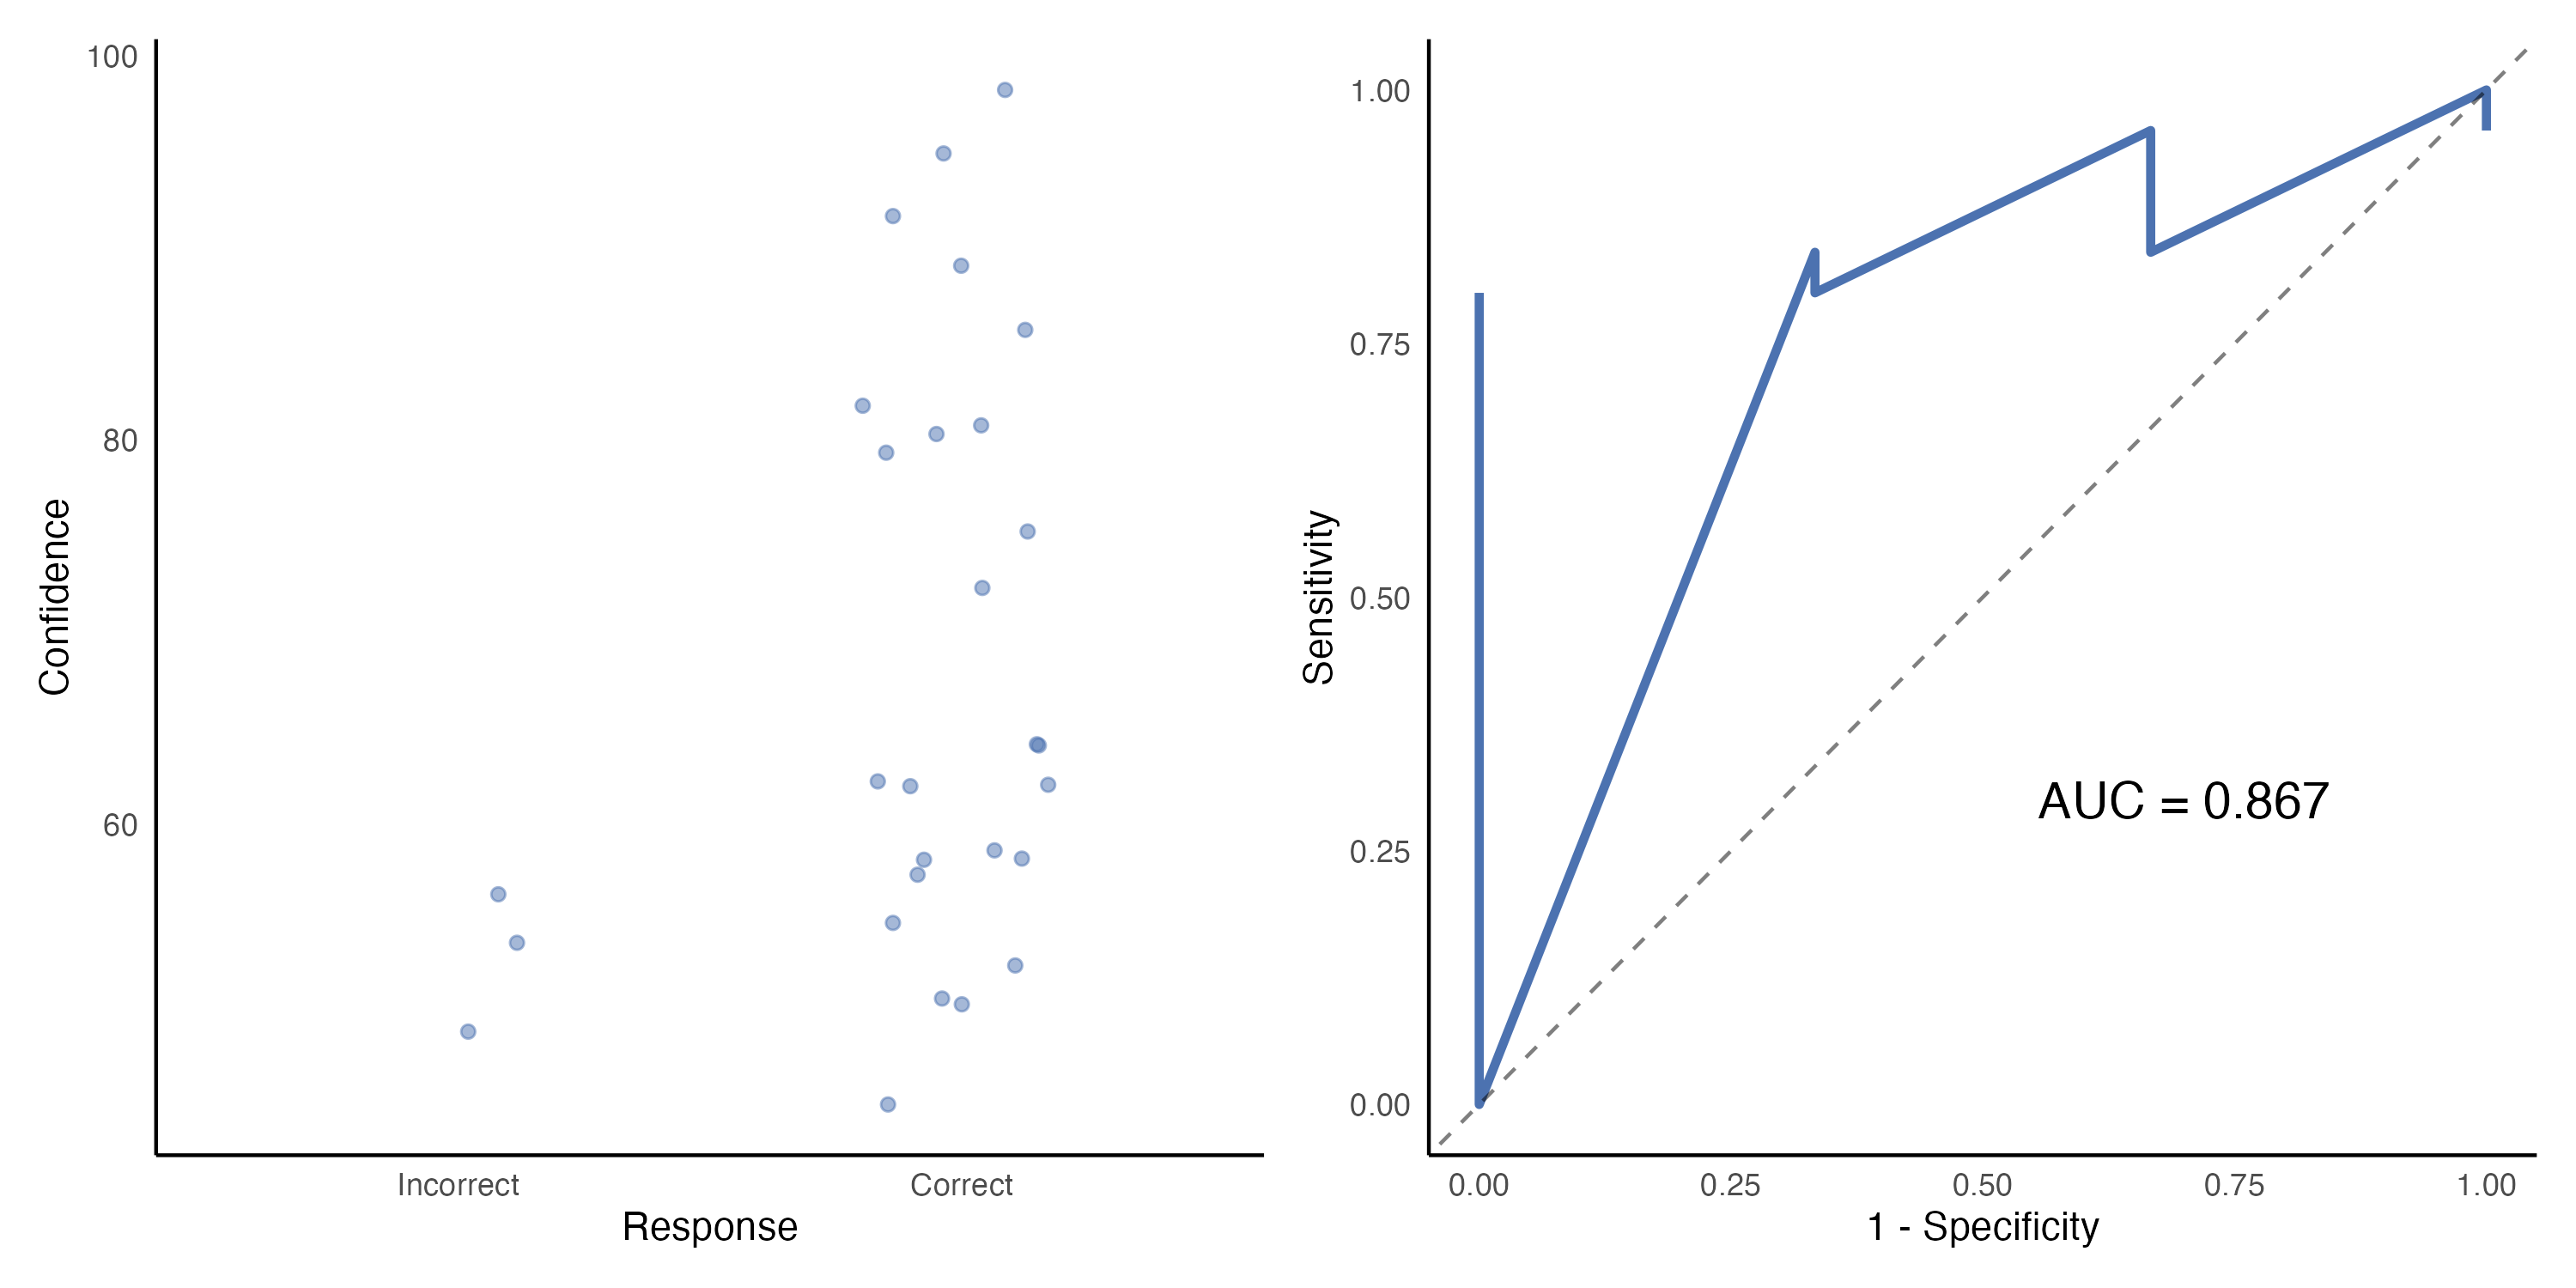 100
80
60
Confidence
Incorrect
Correct
Response
1.00
0.75
0.50
0.25
0.00
Sensitivity
AUC = 0.867
0.00
0.25
0.50
0.75
1.00
1 - Specificity